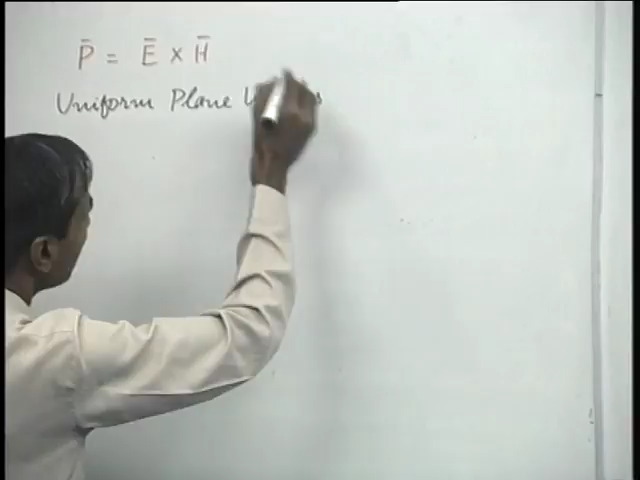 P̄ = Ē × H̄
Uniform Plane